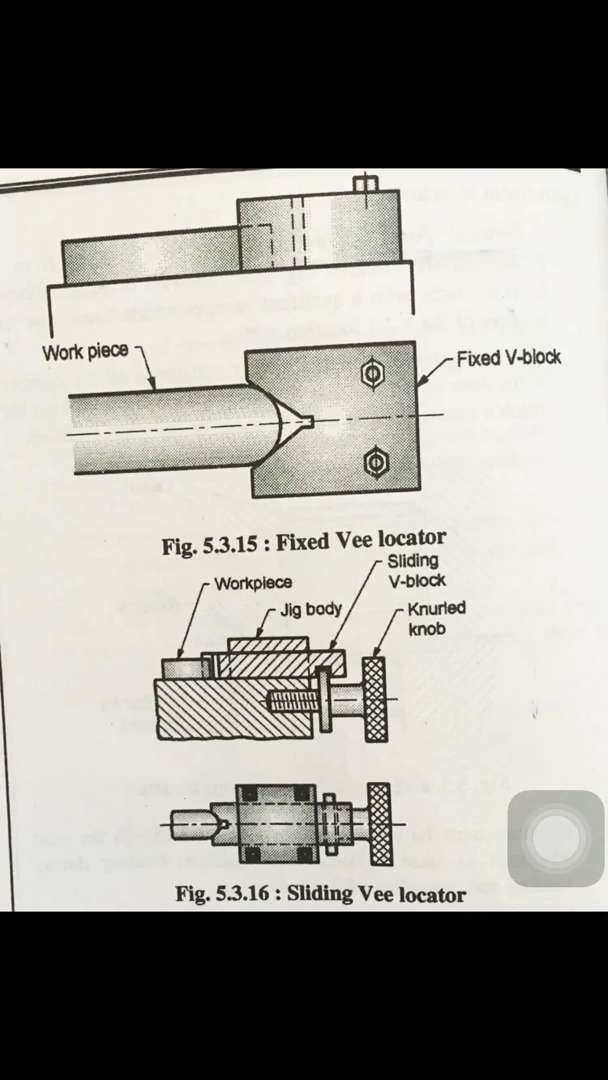 Work piece
Fixed V-block
Fig. 5.3.15 : Fixed Vee locator
Sliding
V-block
Workpiece
Jig body
Knurled
knob
Fig. 5.3.16 : Sliding Vee locator